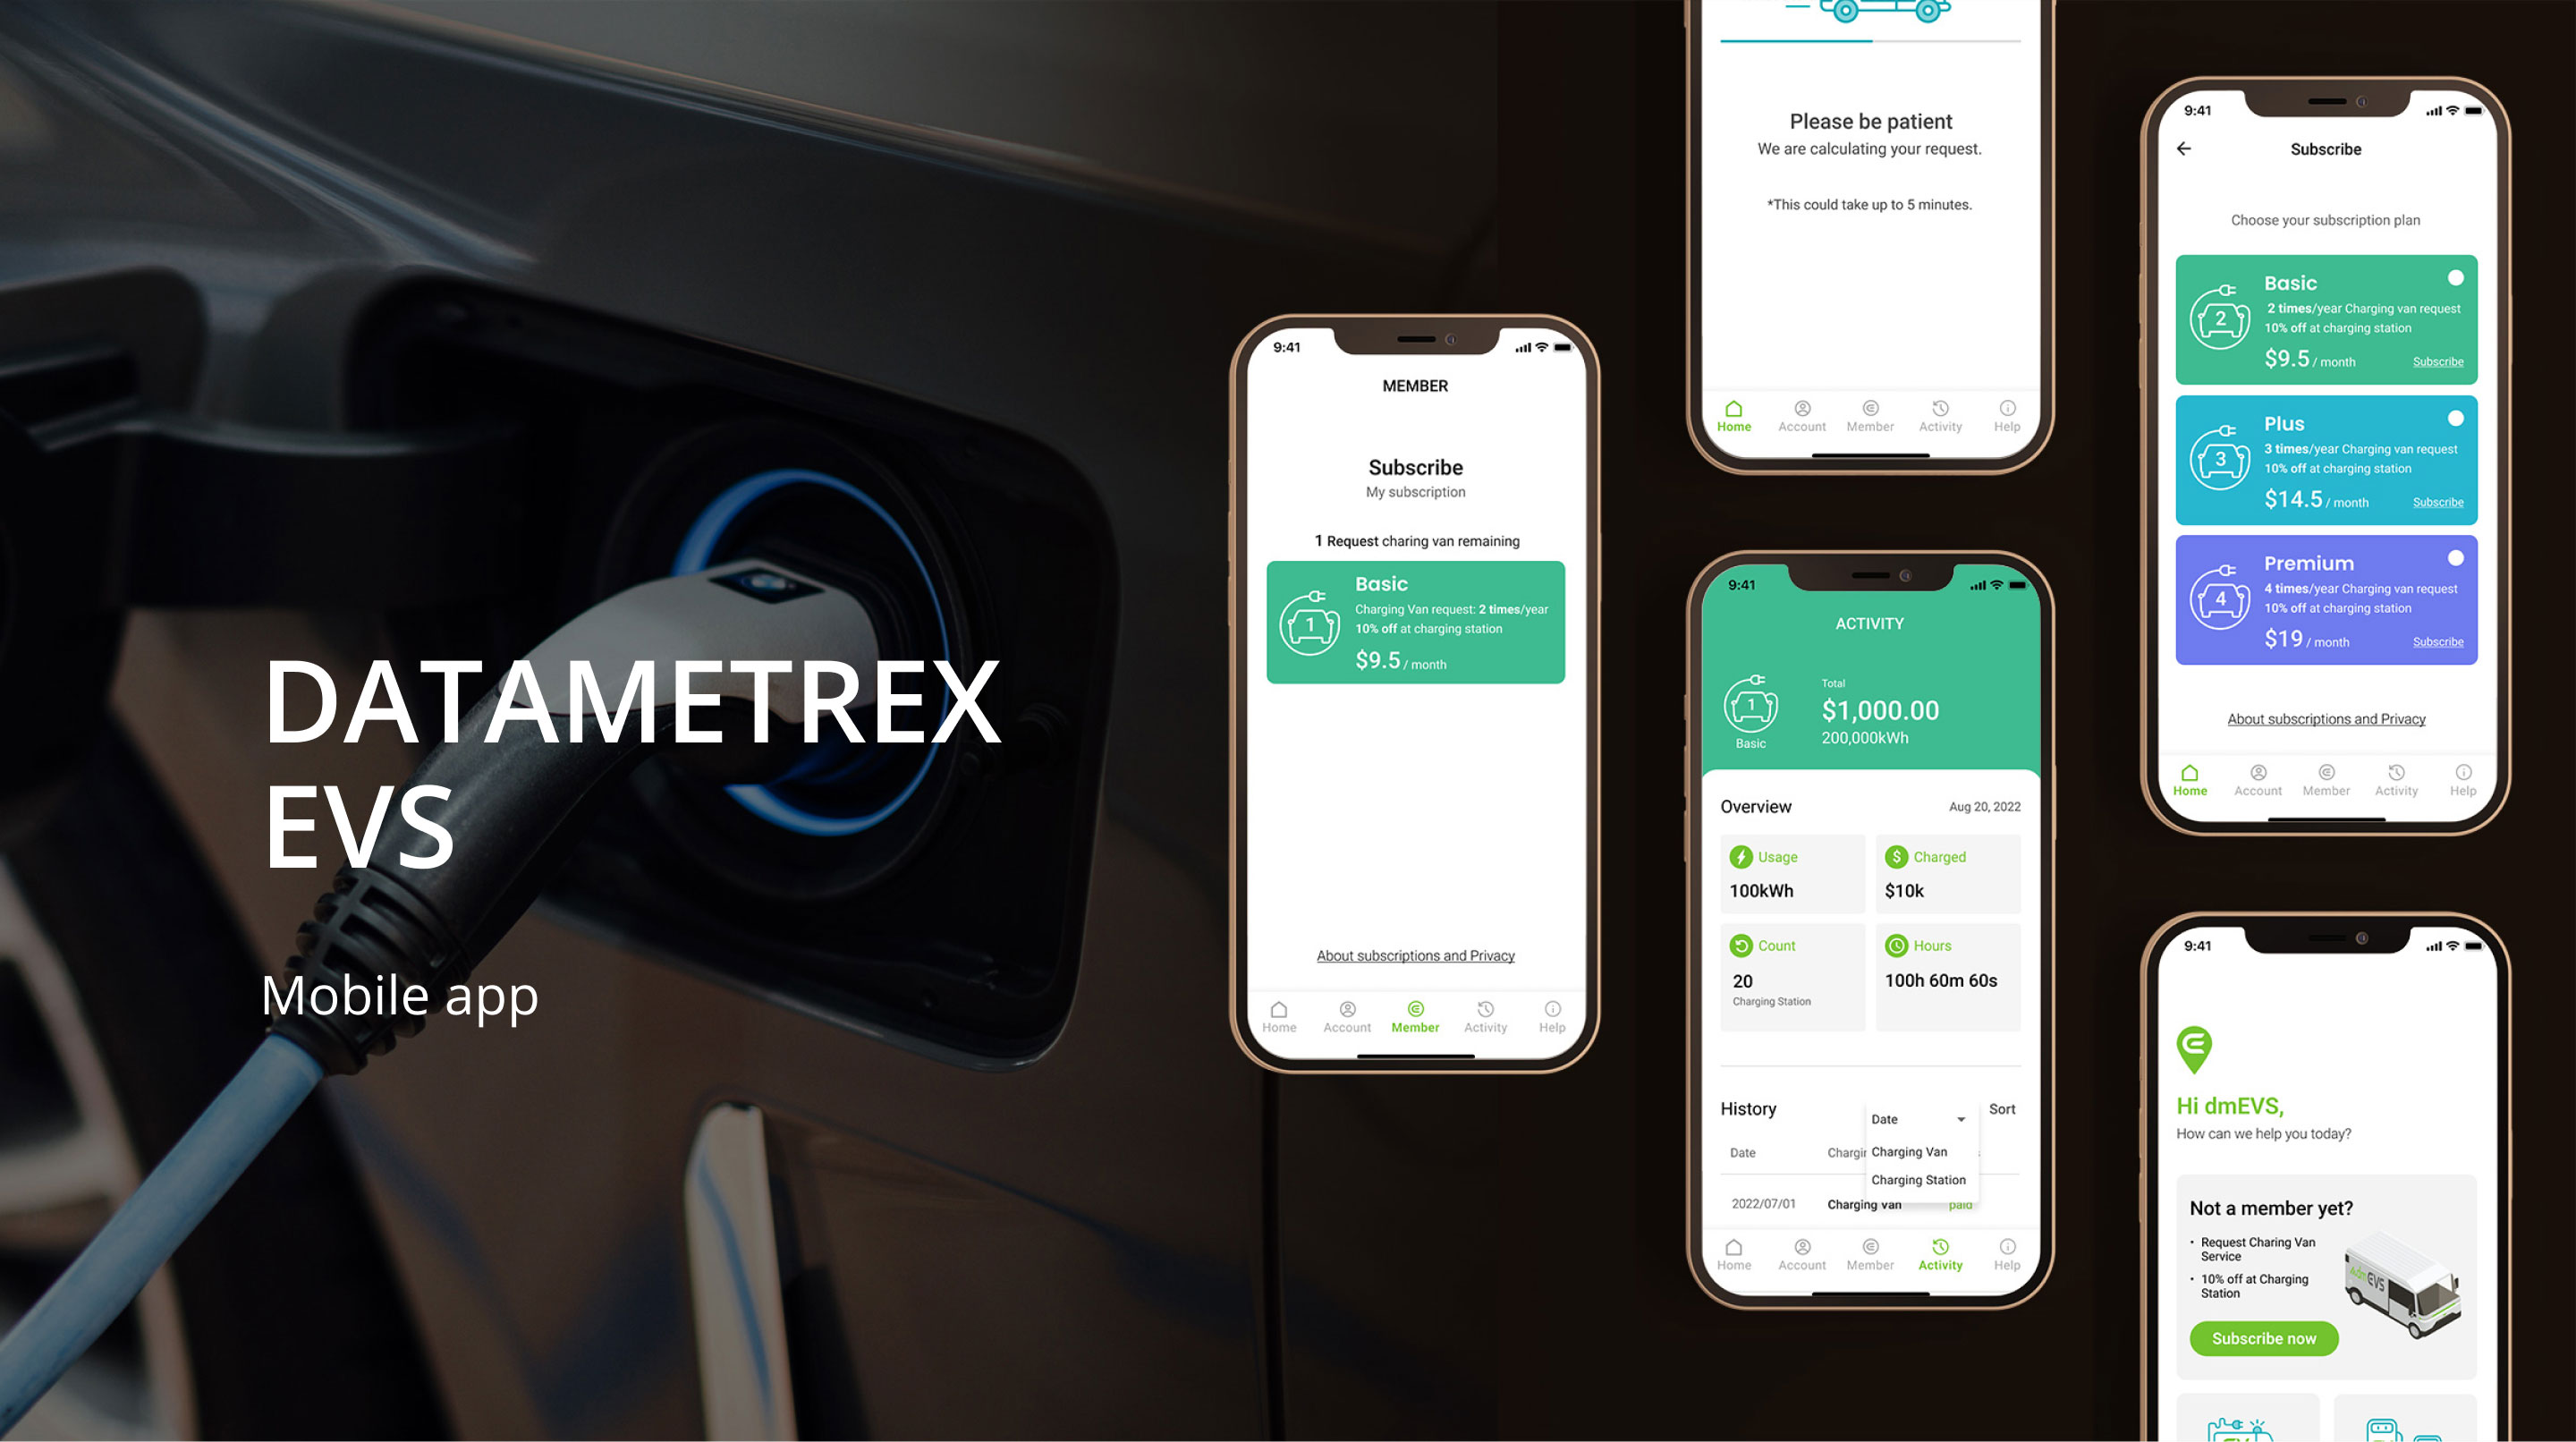 DATAMETREX
EVS
Mobile app
9:41
MEMBER
Subscribe
My subscription
1 Request charing van remaining
1
Basic
Charging Van request: 2 times/year
10% off at charging station
$9.5 / month
About subscriptions and Privacy
Home Account Member Activity Help
Please be patient
We are calculating your request.
*This could take up to 5 minutes.
Home Account Member Activity Help
9:41
ACTIVITY
1
Basic
Total
$1,000.00
200,000kWh
Overview Aug 20, 2022
Usage
100kWh
Charged
$10k
Count
20
Charging Station
Hours
100h 60m 60s
History Date Sort
Date Chargin Charging Van
Charging Station
2022/07/01 Charging van paid
Home Account Member Activity Help
9:41
Subscribe
Choose your subscription plan
2
Basic
2 times/year Charging van request
10% off at charging station
$9.5 / month Subscribe
3
Plus
3 times/year Charging van request
10% off at charging station
$14.5 / month Subscribe
4
Premium
4 times/year Charging van request
10% off at charging station
$19 / month Subscribe
About subscriptions and Privacy
Home Account Member Activity Help
9:41
Hi dmEVS,
How can we help you today?
Not a member yet?
• Request Charing Van
Service
• 10% off at Charging
Station
EVS
Subscribe now